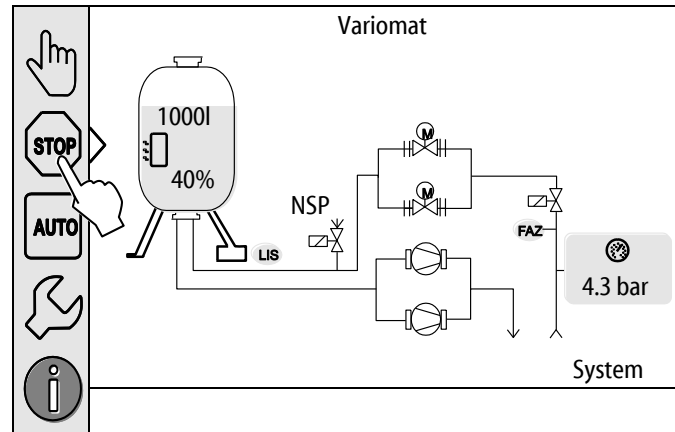 Variomat
STOP
AUTO
1000l
40%
LIS
NSP
M
M
FAZ
4.3 bar
System